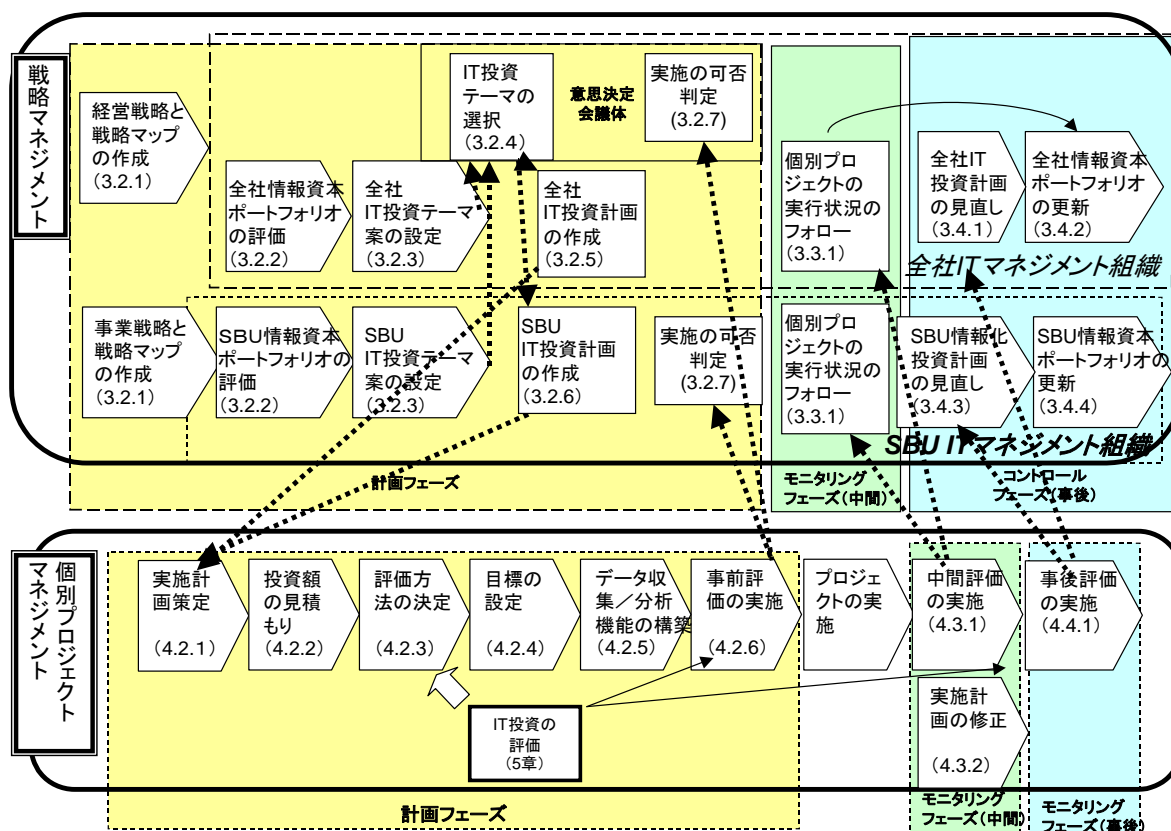 戦略マネジメント
経営戦略と
戦略マップ
の作成
(3.2.1)
IT投資
テーマの
選択
(3.2.4)
意思決定
会議体
実施の可否
判定
(3.2.7)
全社情報資本
ポートフォリオ
の評価
(3.2.2)
全社
IT投資テーマ
案の設定
(3.2.3)
全社
IT投資計画
の作成
(3.2.5)
個別プロ
ジェクトの
実行状況の
フォロー
(3.3.1)
全社IT
投資計画
の見直し
(3.4.1)
全社情報資本
ポートフォリオ
の更新
(3.4.2)
全社ITマネジメント組織
事業戦略と
戦略マップ
の作成
(3.2.1)
SBU情報資本
ポートフォリオの
評価
(3.2.2)
SBU
IT投資テーマ
案の設定
(3.2.3)
SBU
IT投資計画
の作成
(3.2.6)
実施の可否
判定
(3.2.7)
個別プロ
ジェクトの
実行状況の
フォロー
(3.3.1)
SBU情報化
投資計画
の見直し
(3.4.3)
SBU情報資本
ポートフォリオの
更新
(3.4.4)
SBU ITマネジメント組織
計画フェーズ
モニタリング
フェーズ(中間)
コントロール
フェーズ(事後)
個別プロジェクト
マネジメント
実施計
画策定
(4.2.1)
投資額
の見積
もり
(4.2.2)
評価方
法の決定
(4.2.3)
目標の
設定
(4.2.4)
データ収
集/分析
機能の構築
(4.2.5)
事前評
価の実施
(4.2.6)
プロジェ
クトの実
施
中間評価
の実施
(4.3.1)
事後評価
の実施
(4.4.1)
IT投資の
評価
(5章)
実施計
画の修正
(4.3.2)
計画フェーズ
モニタリング
フェーズ(中間)
モニタリング
フェーズ(事後)